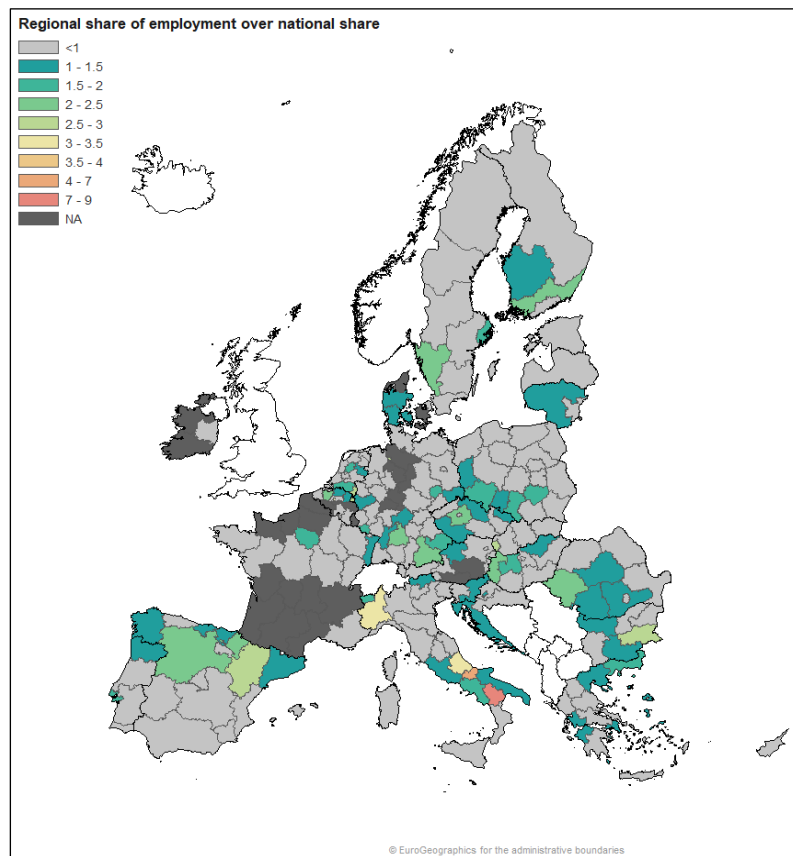 Regional share of employment over national share
<1
1 - 1.5
1.5 - 2
2 - 2.5
2.5 - 3
3 - 3.5
3.5 - 4
4 - 7
7 - 9
NA
© EuroGeographics for the administrative boundaries